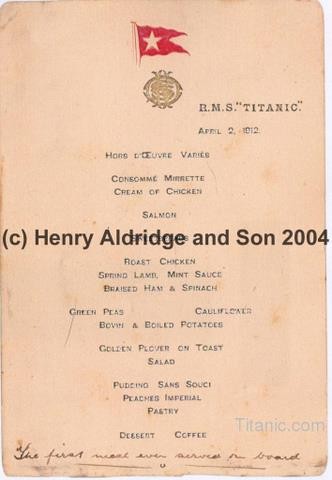 R.M.S. "TITANIC."
APRIL 2, 1912.
HORS D'ŒUVRE VARIÉS
CONSOMMÉ MIRRETTE
CREAM OF CHICKEN
SALMON
(c) Henry Aldridge and Son 2004
ROAST CHICKEN
SPRING LAMB, MINT SAUCE
BRAISED HAM & SPINACH
GREEN PEAS CAULIFLOWER
BOVIN & BOILED POTATOES
GOLDEN PLOVER ON TOAST
SALAD
PUDDING SANS SOUCI
PEACHES IMPERIAL
PASTRY
Titanic.com
DESSERT COFFEE
The first meal ever served on board